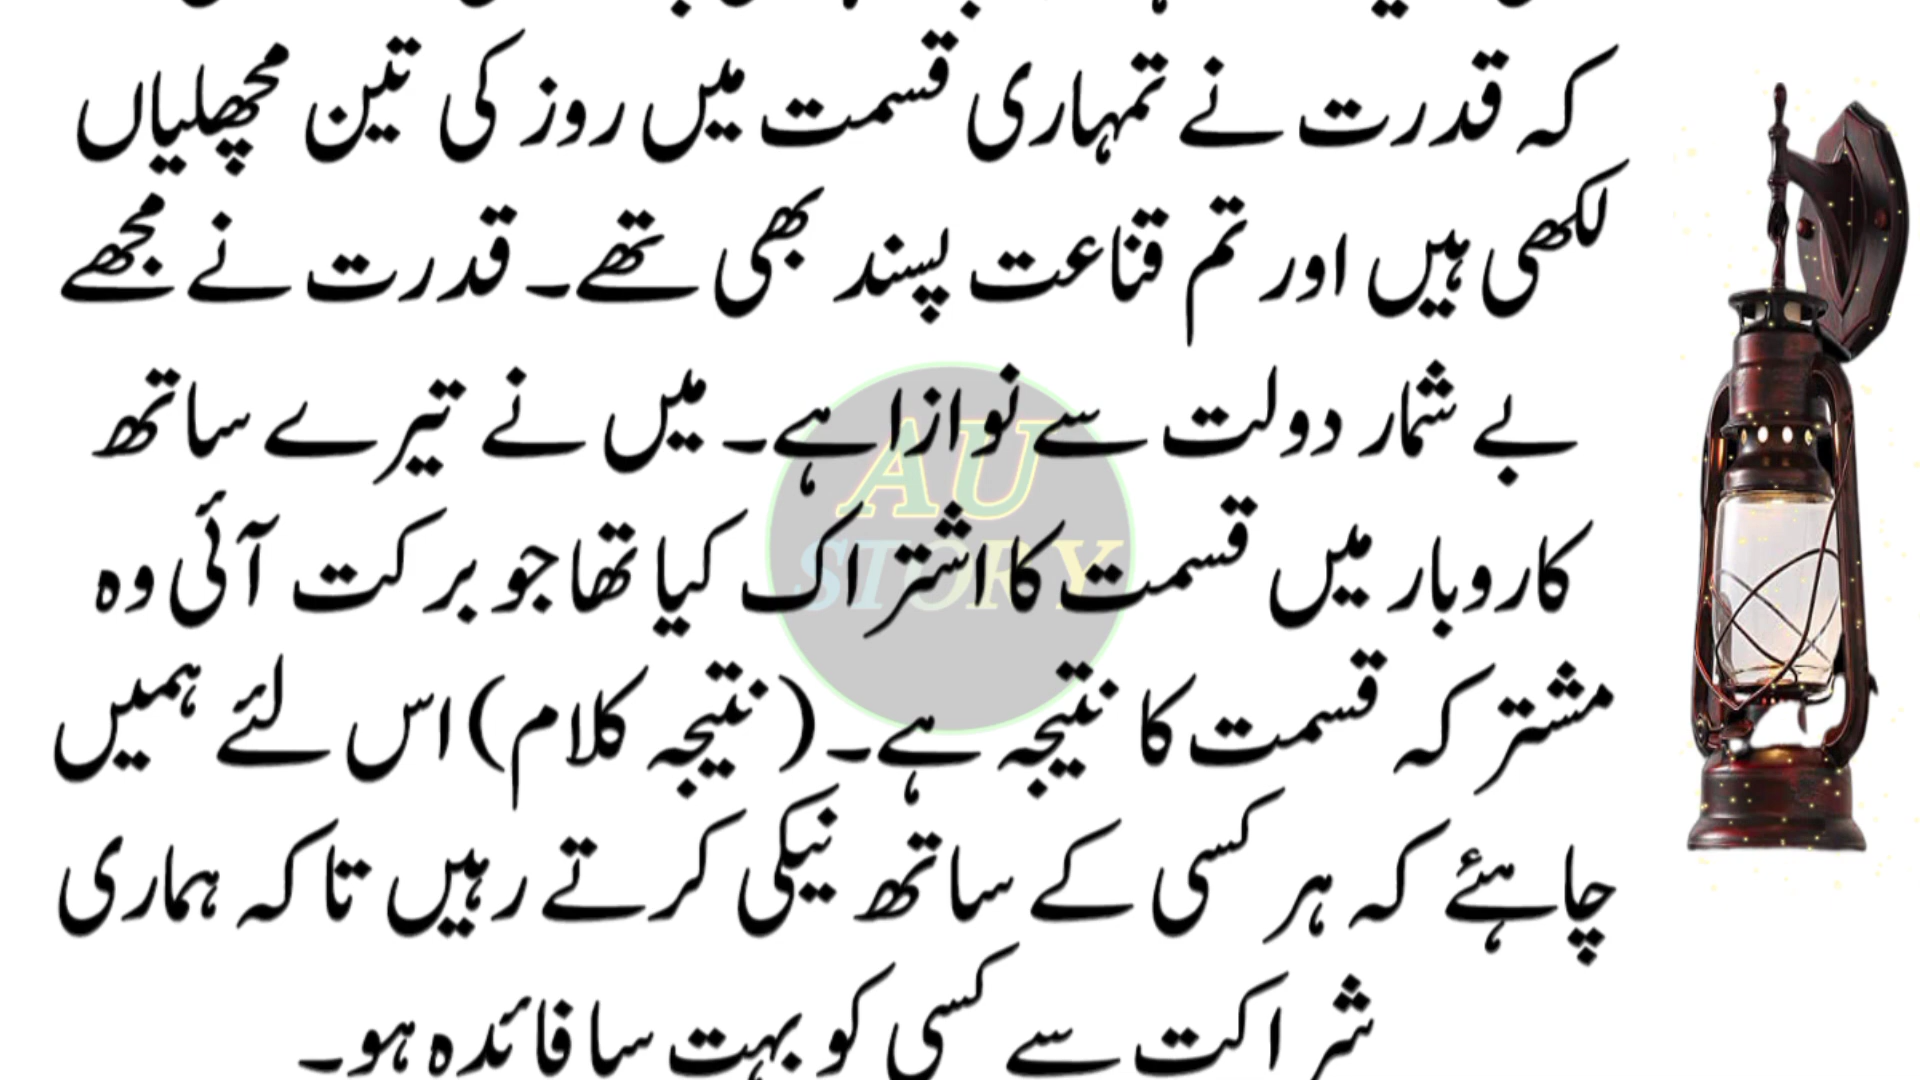 کہ قدرت نے تمہاری قسمت میں روز کی تین مچھلیاں
لکھی ہیں اور تم قناعت پسند بھی تھے۔ قدرت نے مجھے
بے شمار دولت سے نوازا ہے۔ میں نے تیرے ساتھ
کاروبار میں قسمت کا اشتراک کیا تھا جو برکت آئی وہ
مشترکہ قسمت کا نتیجہ ہے۔ (نتیجہ کلام) اس لئے ہمیں
چاہئے کہ ہر کسی کے ساتھ نیکی کرتے رہیں تاکہ ہماری
شراکت سے کسی کو بہت سا فائدہ ہو۔
AU
STORY